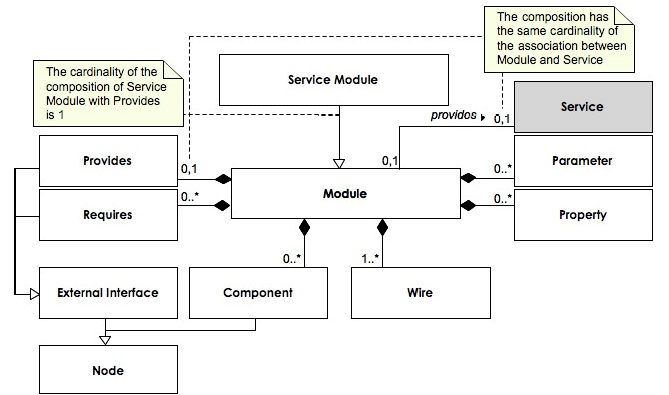 The composition has
the same cardinality of
the association between
Module and Service
The cardinality of the
composition of Service
Module with Provides
is 1
Service Module
Service
provides
0,1
0,1
Provides
0,1
Parameter
0..*
Module
Requires
0..*
Property
0..*
0..*
1..*
External Interface
Component
Wire
Node